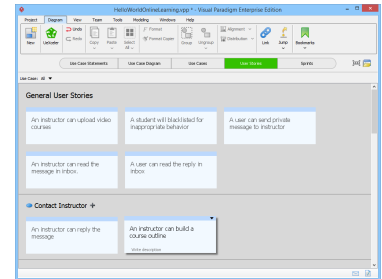 HelloWorldOnlineLearning.vpp * - Visual Paradigm Enterprise Edition
Project Diagram View Team Tools Modeling Windows Help
New
Unicoder
Undo
Redo
Copy
Paste
Select All
Format
Format Copier
Group
Ungroup
Alignment
Distribution
Link
Jump
Bookmarks
Use Case Statements Use Case Diagram Use Cases User Stories Sprints
Use Case: All
General User Stories
An instructor can upload video
courses
A student will blacklisted for
inappropriate behavior
A user can send private
message to instructor
An instructor can read the
message in inbox.
A user can read the reply in
inbox
Contact Instructor +
An instructor can reply the
message
An instructor can build a
course outline
Write description